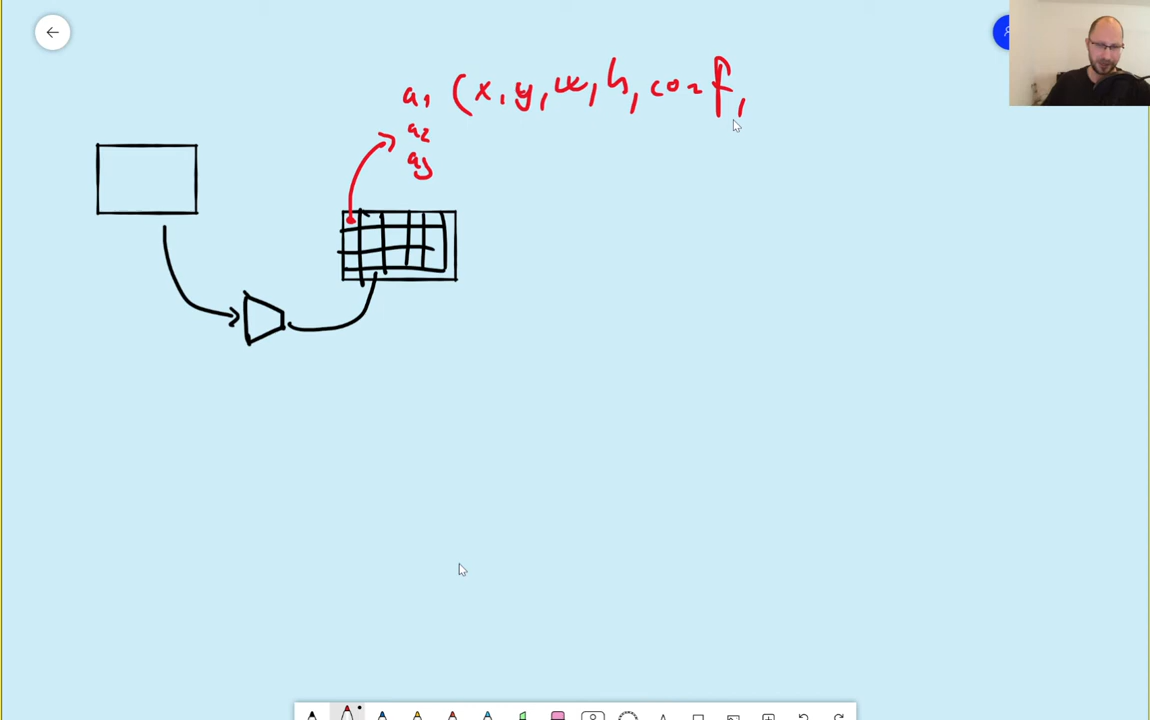 a1 (x, y, w, h, conf,
a2
a3